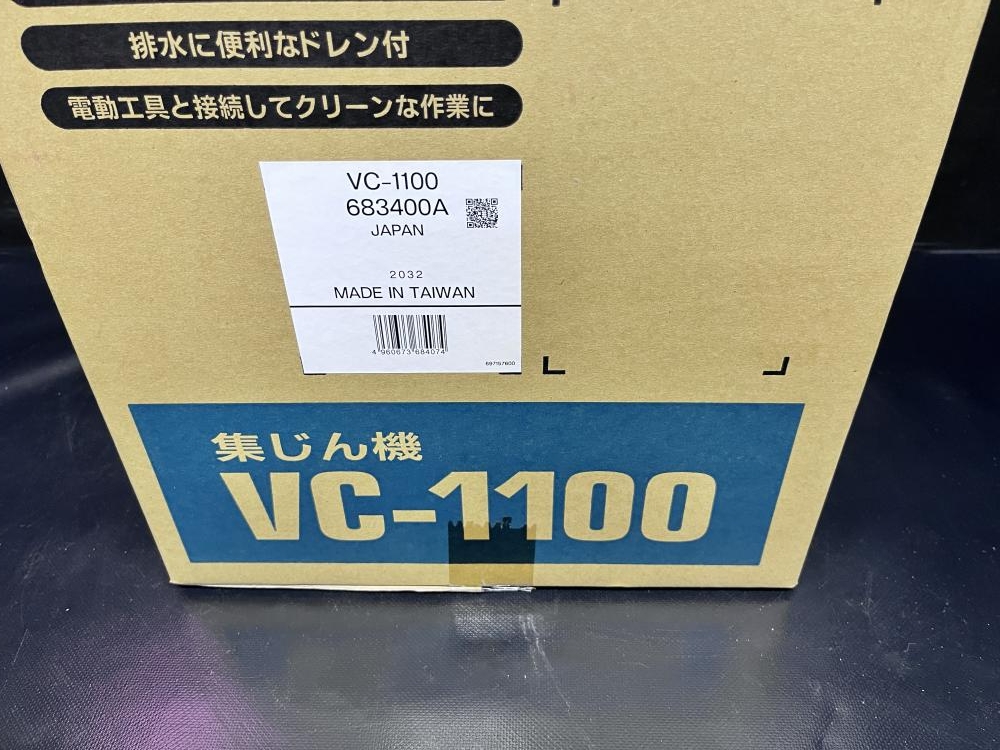 排水に便利なドレン付
電動工具と接続してクリーンな作業に
VC-1100
683400A
JAPAN
2032
MADE IN TAIWAN
4 960673 684074
697157800
集じん機
VC-1100